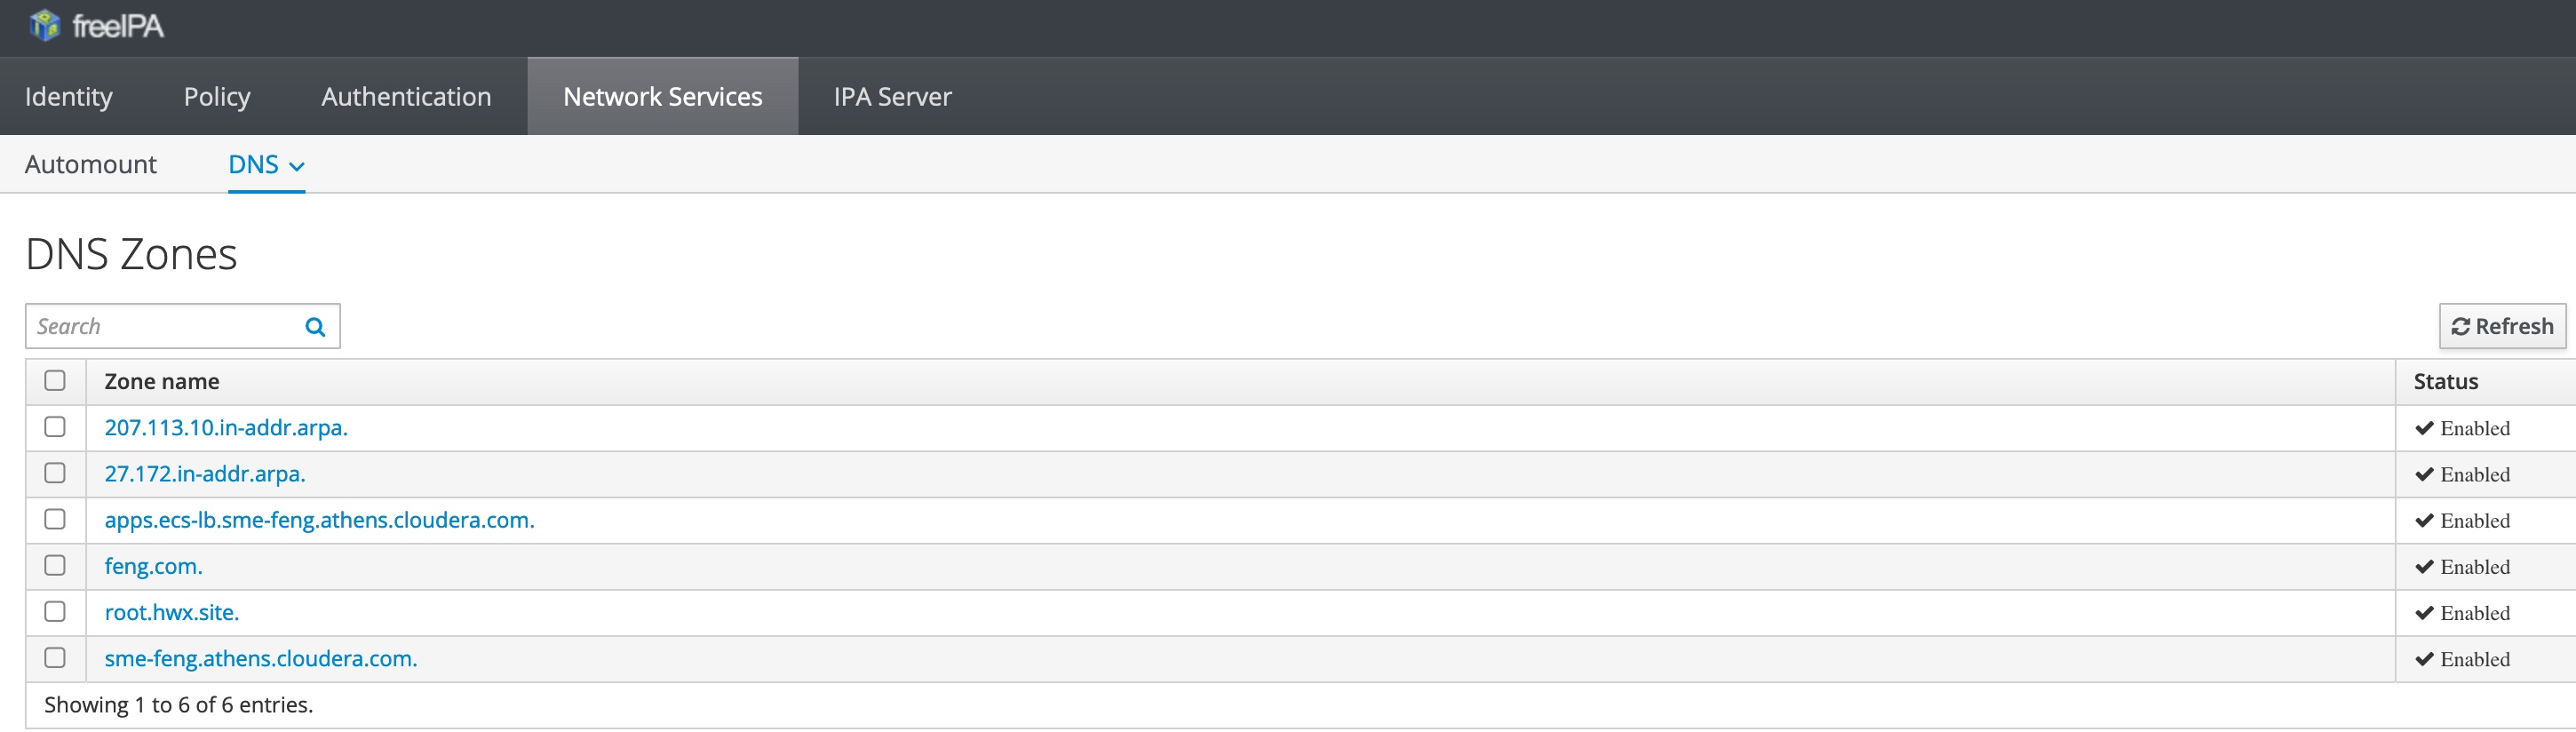 freeIPA
Identity Policy Authentication Network Services IPA Server
Automount DNS
DNS Zones
Search Refresh
Zone name Status
207.113.10.in-addr.arpa. Enabled
27.172.in-addr.arpa. Enabled
apps.ecs-lb.sme-feng.athens.cloudera.com. Enabled
feng.com. Enabled
root.hwx.site. Enabled
sme-feng.athens.cloudera.com. Enabled
Showing 1 to 6 of 6 entries.